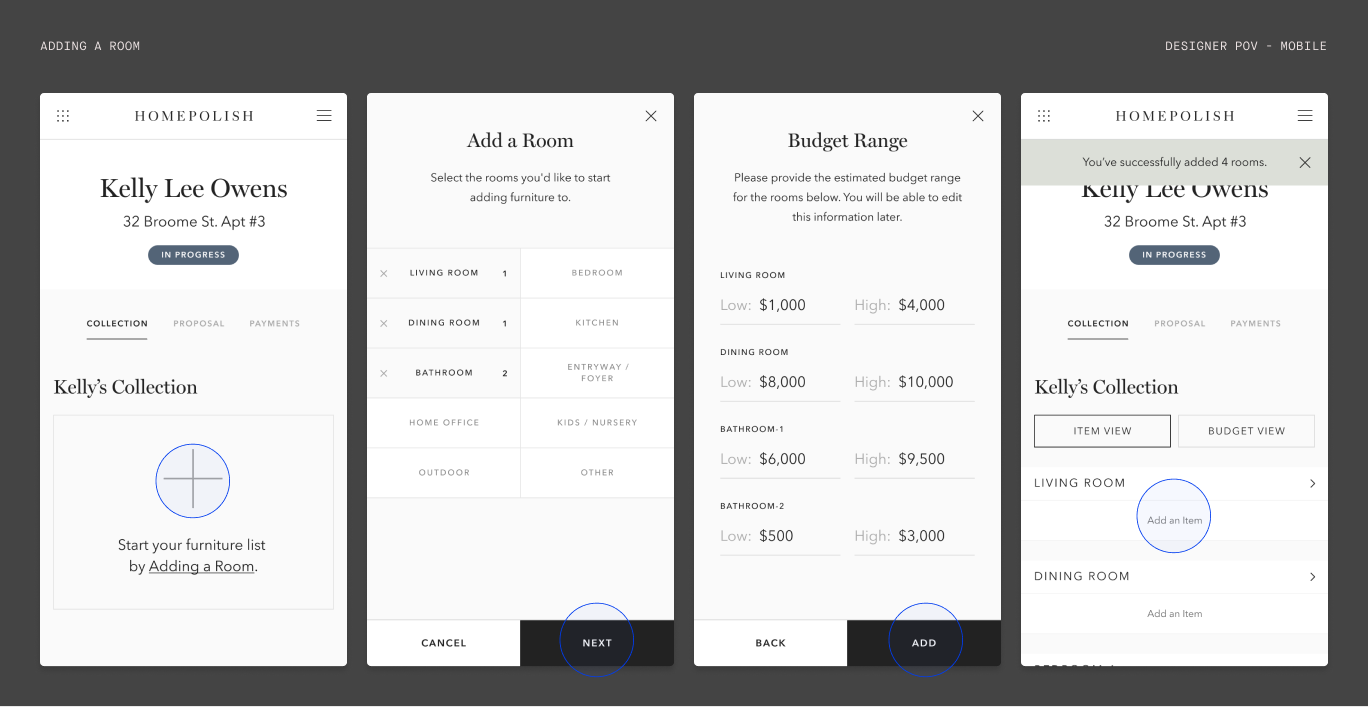 ADDING A ROOM
DESIGNER POV - MOBILE
HOMEPOLISH
Kelly Lee Owens
32 Broome St. Apt #3
IN PROGRESS
COLLECTION PROPOSAL PAYMENTS
Kelly’s Collection
Start your furniture list
by Adding a Room.
Add a Room
Select the rooms you'd like to start
adding furniture to.
LIVING ROOM 1
BEDROOM
DINING ROOM 1
KITCHEN
BATHROOM 2
ENTRYWAY /
FOYER
HOME OFFICE
KIDS / NURSERY
OUTDOOR
OTHER
CANCEL
NEXT
Budget Range
Please provide the estimated budget range
for the rooms below. You will be able to edit
this information later.
LIVING ROOM
Low: $1,000 High: $4,000
DINING ROOM
Low: $8,000 High: $10,000
BATHROOM-1
Low: $6,000 High: $9,500
BATHROOM-2
Low: $500 High: $3,000
BACK
ADD
HOMEPOLISH
You've successfully added 4 rooms.
Kelly Lee Owens
32 Broome St. Apt #3
IN PROGRESS
COLLECTION PROPOSAL PAYMENTS
Kelly’s Collection
ITEM VIEW
BUDGET VIEW
LIVING ROOM
Add an Item
DINING ROOM
Add an Item